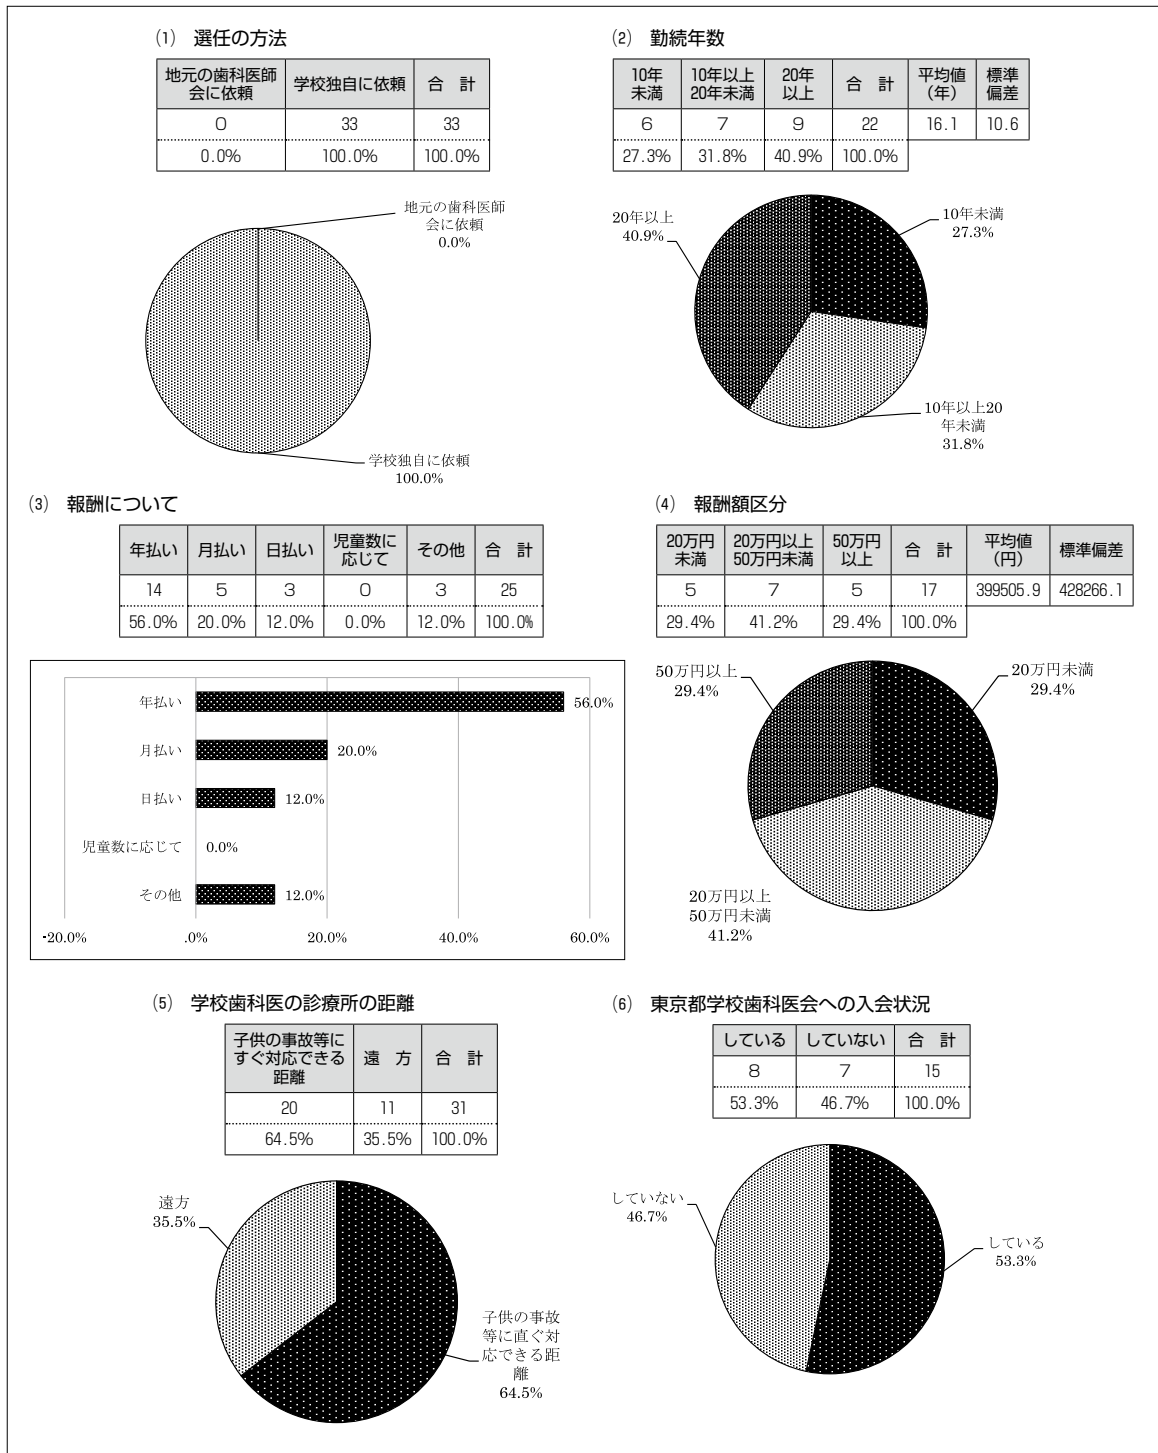 (1) 選任の方法
地元の歯科医師
会に依頼
学校独自に依頼
合 計
0
33
33
0.0%
100.0%
100.0%
地元の歯科医師
会に依頼
0.0%
学校独自に依頼
100.0%
(2) 勤続年数
10年
未満
10年以上
20年未満
20年
以上
合 計
平均値
(年)
標準
偏差
6
7
9
22
16.1
10.6
27.3%
31.8%
40.9%
100.0%
20年以上
40.9%
10年未満
27.3%
10年以上20
年未満
31.8%
(3) 報酬について
年払い
月払い
日払い
児童数に
応じて
その他
合 計
14
5
3
0
3
25
56.0%
20.0%
12.0%
0.0%
12.0%
100.0%
年払い
56.0%
月払い
20.0%
日払い
12.0%
児童数に応じて
0.0%
その他
12.0%
-20.0%
.0%
20.0%
40.0%
60.0%
(4) 報酬額区分
20万円
未満
20万円以上
50万円未満
50万円
以上
合 計
平均値
(円)
標準偏差
5
7
5
17
399505.9
428266.1
29.4%
41.2%
29.4%
100.0%
50万円以上
29.4%
20万円未満
29.4%
20万円以上
50万円未満
41.2%
(5) 学校歯科医の診療所の距離
子供の事故等に
すぐ対応できる
距離
遠 方
合 計
20
11
31
64.5%
35.5%
100.0%
遠方
35.5%
子供の事故
等に直ぐ対
応できる距
離
64.5%
(6) 東京都学校歯科医会への入会状況
している
していない
合 計
8
7
15
53.3%
46.7%
100.0%
していない
46.7%
している
53.3%